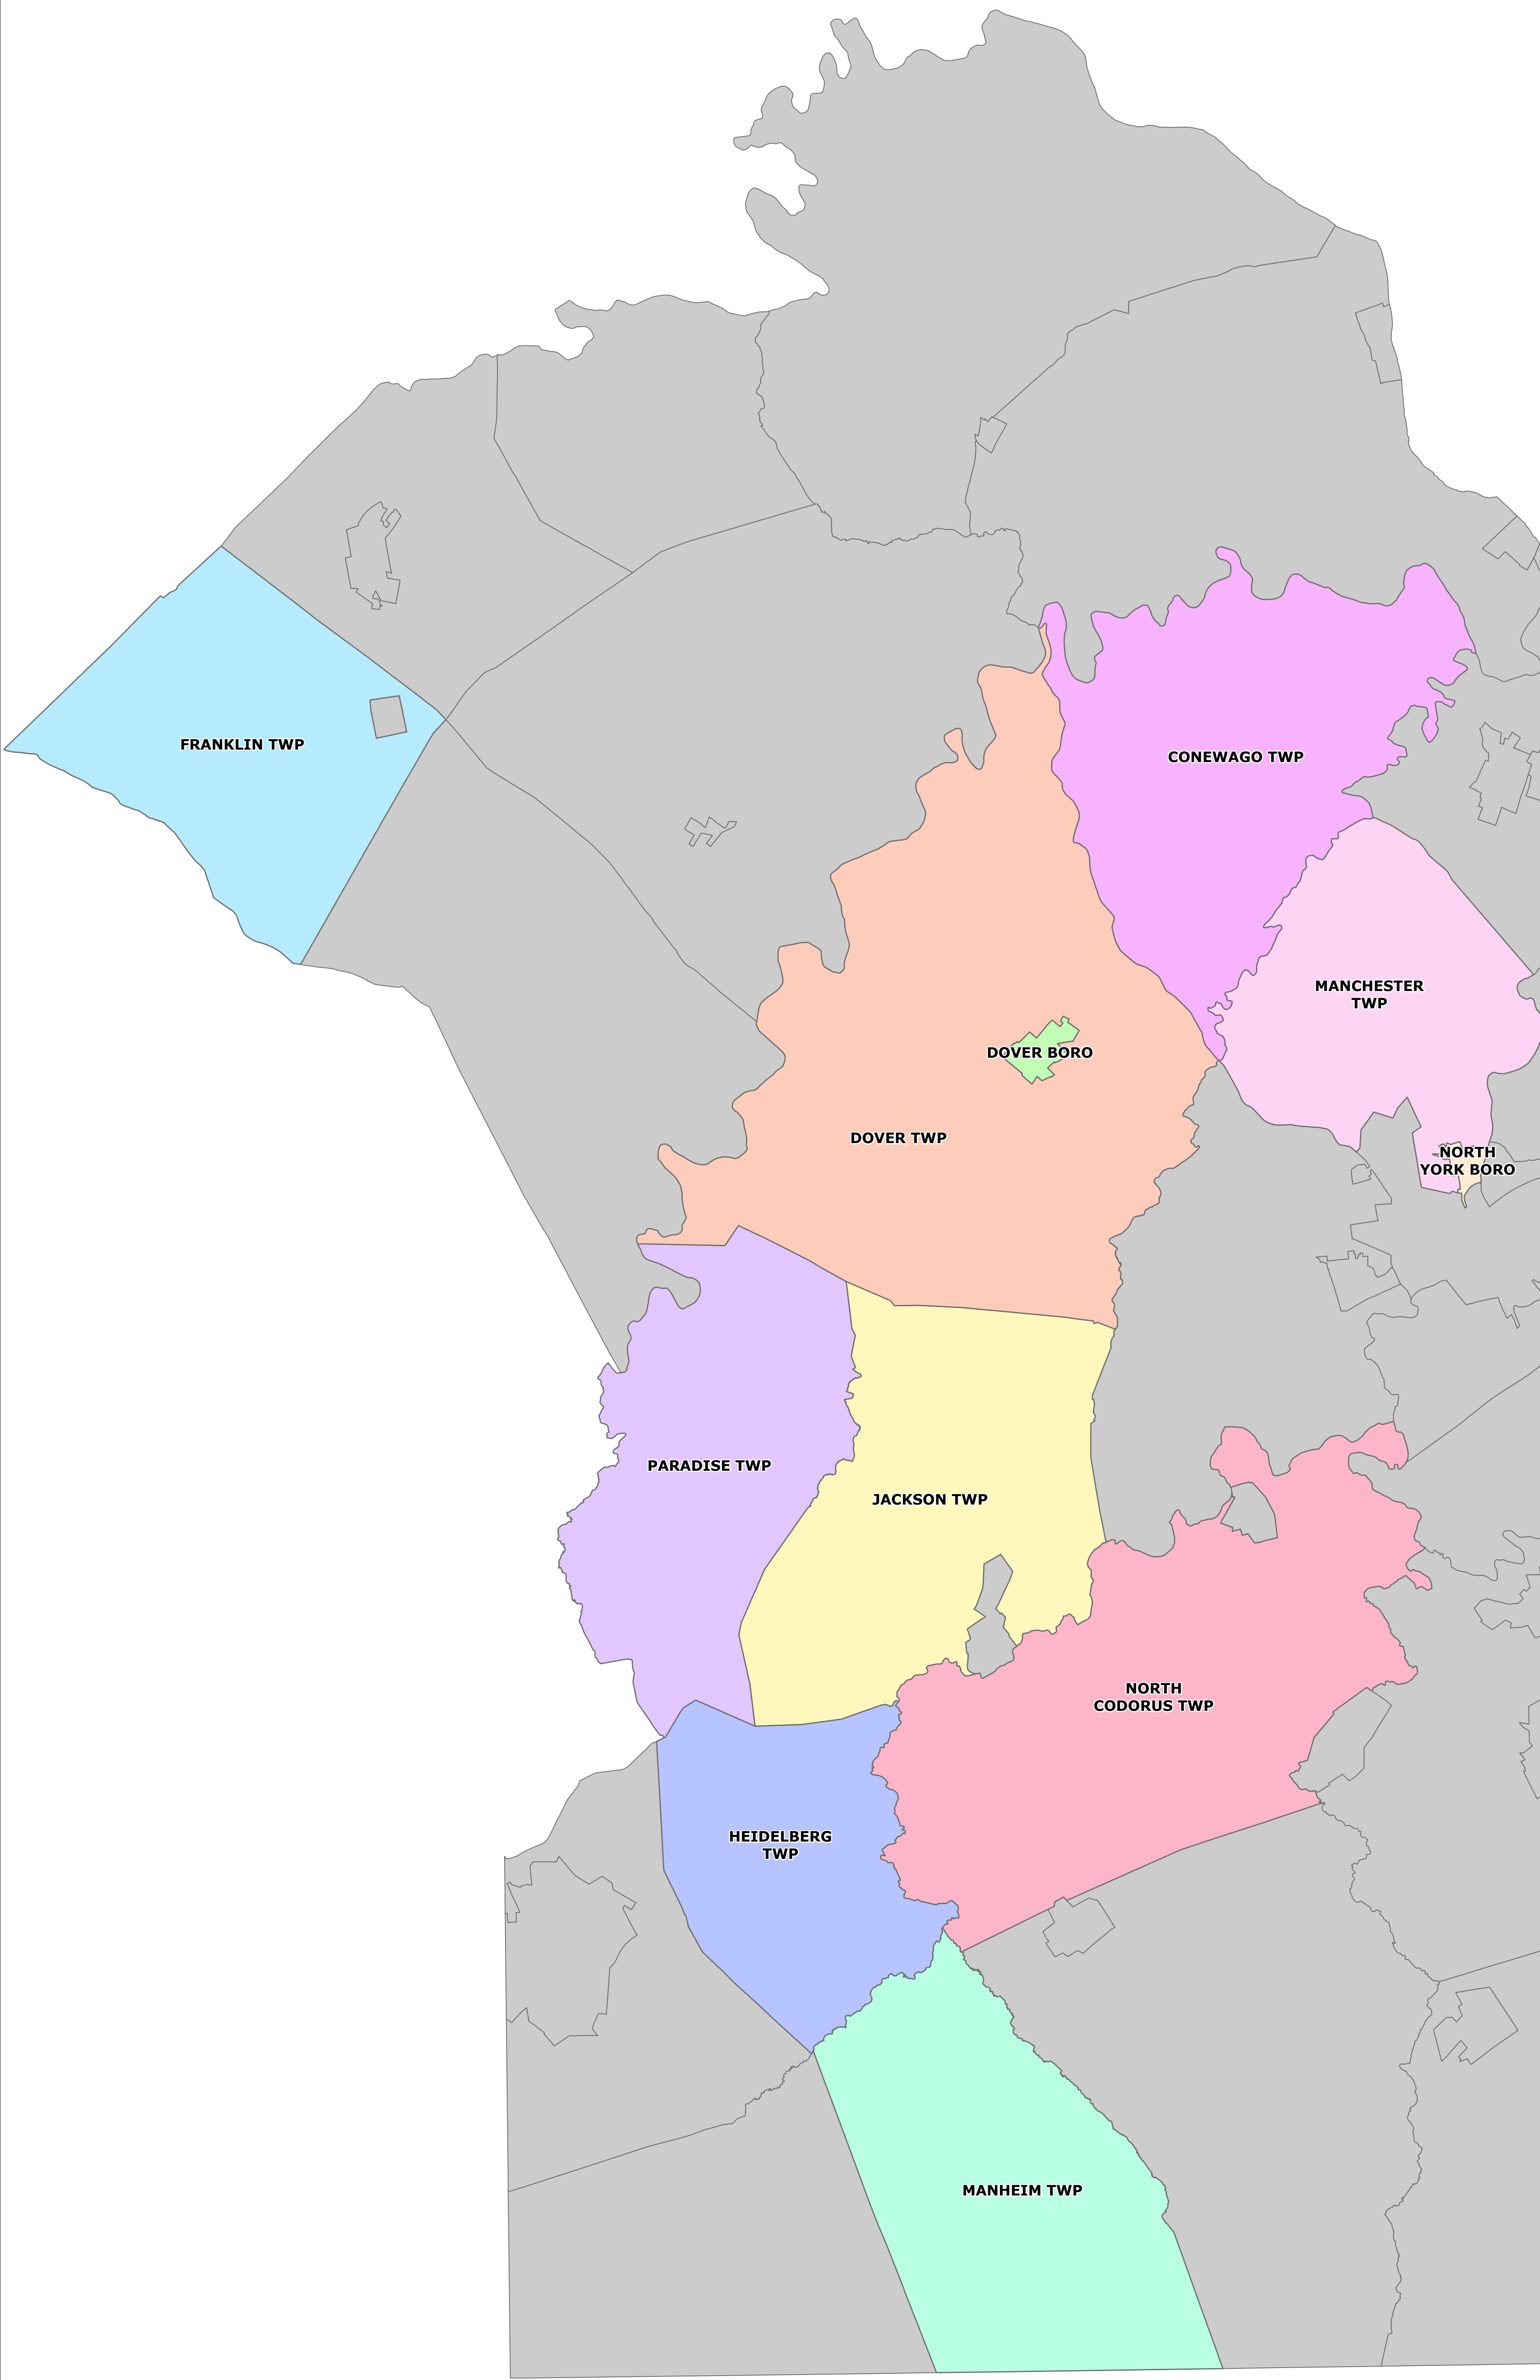 FRANKLIN TWP
CONEWAGO TWP
MANCHESTER
TWP
DOVER BORO
DOVER TWP
NORTH
YORK BORO
PARADISE TWP
JACKSON TWP
NORTH
CODORUS TWP
HEIDELBERG
TWP
MANHEIM TWP